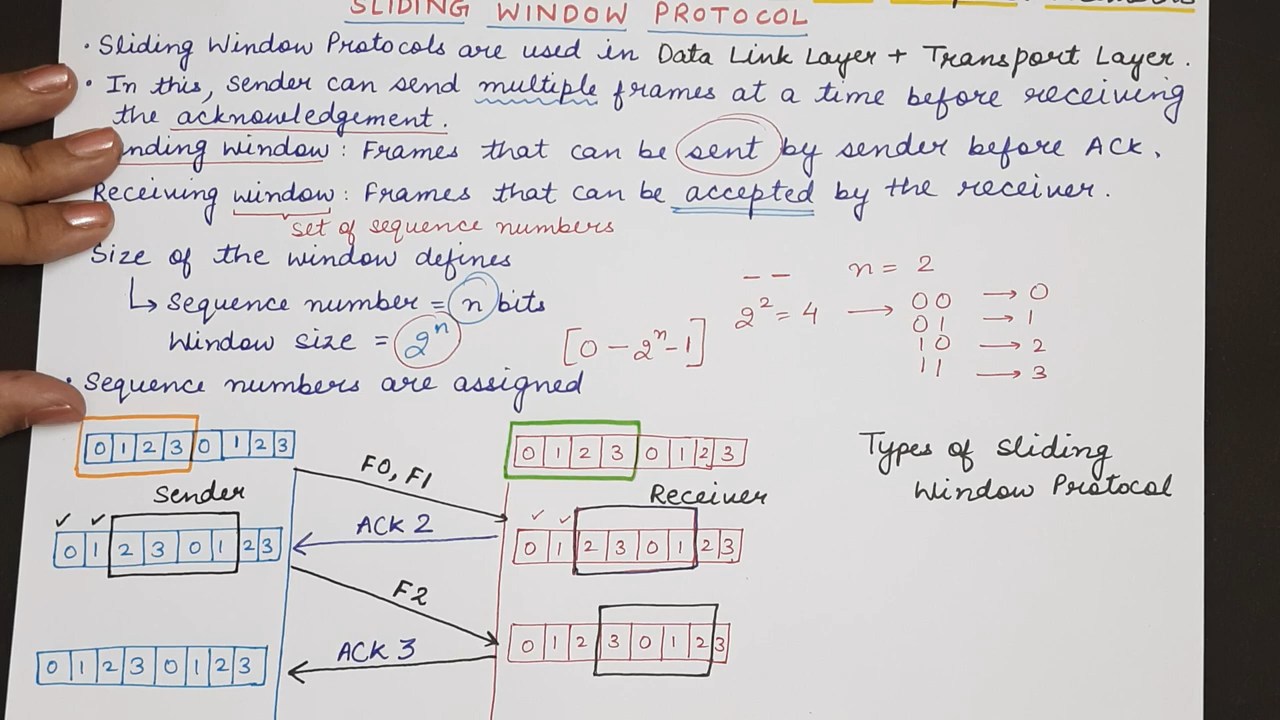 SLIDING WINDOW PROTOCOL
• Sliding Window Protocols are used in Data Link Layer + Transport Layer.
• In this, sender can send multiple frames at a time before receiving
the acknowledgement.
nding window : Frames that can be sent by sender before ACK.
Receiving window : Frames that can be accepted by the receiver.
set of sequence numbers
Size of the window defines
↳ Sequence number = n bits
Window size = 2ⁿ
[0 – 2ⁿ-1]
– –
n = 2
2² = 4 → 00 → 0
01 → 1
10 → 2
11 → 3
• Sequence numbers are assigned
0 1 2 3 0 1 2 3
F0, F1
0 1 2 3 0 1 2 3
Types of sliding
Window Protocol
Sender
Receiver
✓ ✓
ACK 2
✓ ✓
0 1 2 3 0 1 2 3
0 1 2 3 0 1 2 3
F2
ACK 3
0 1 2 3 0 1 2 3
0 1 2 3 0 1 2 3